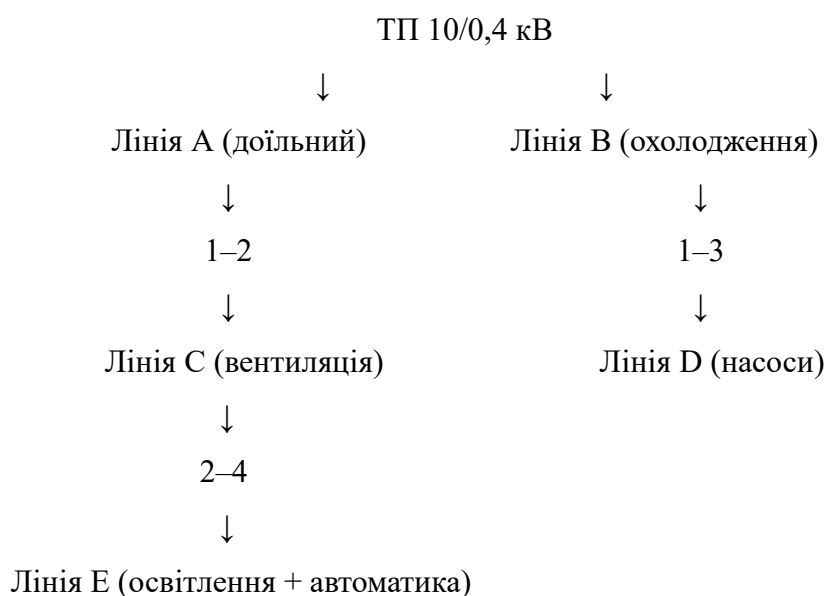 ТП 10/0,4 кВ
↓ ↓
Лінія A (доїльний) Лінія B (охолодження)
↓ ↓
1–2 1–3
↓ ↓
Лінія C (вентиляція) Лінія D (насоси)
↓
2–4
↓
Лінія E (освітлення + автоматика)